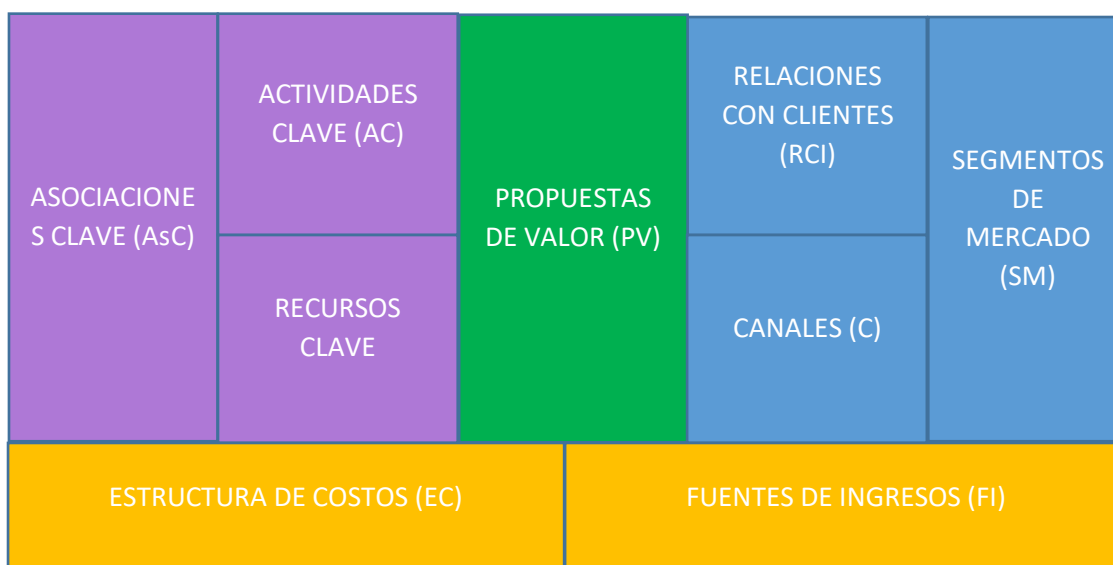 ASOCIACIONE
S CLAVE (AsC)
ACTIVIDADES
CLAVE (AC)
RECURSOS
CLAVE
PROPUESTAS
DE VALOR (PV)
RELACIONES
CON CLIENTES
(RCI)
CANALES (C)
SEGMENTOS
DE
MERCADO
(SM)
ESTRUCTURA DE COSTOS (EC)
FUENTES DE INGRESOS (FI)